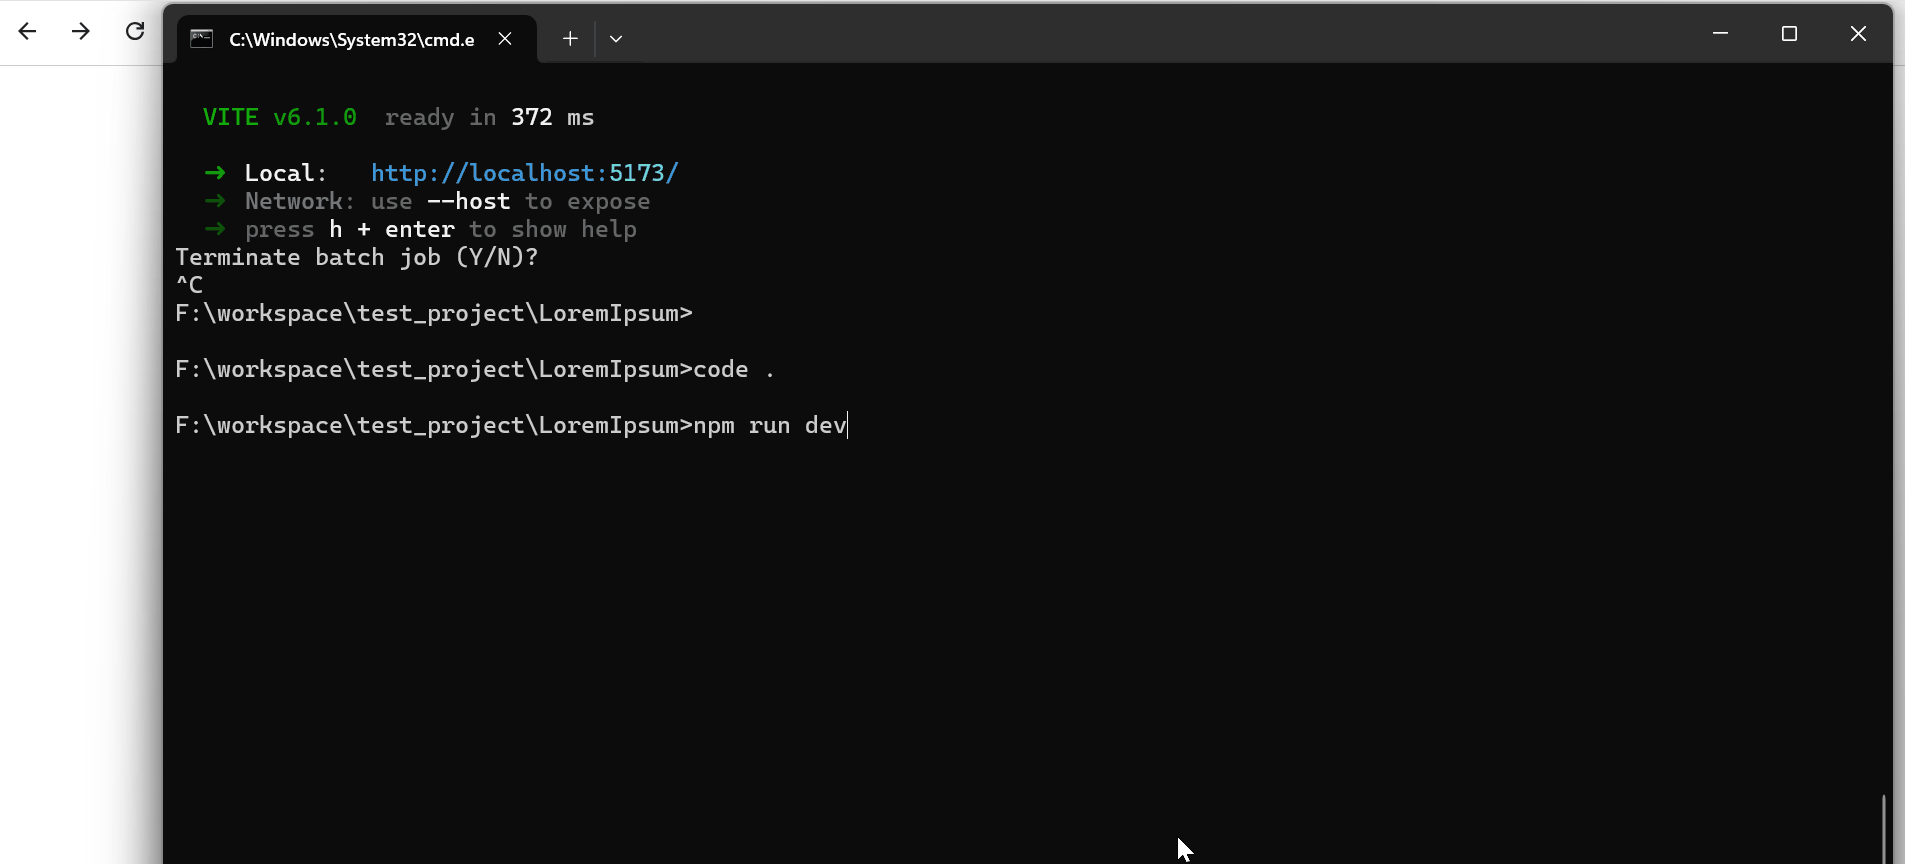 C:\Windows\System32\cmd.e
VITE v6.1.0 ready in 372 ms
➜ Local: http://localhost:5173/
➜ Network: use --host to expose
➜ press h + enter to show help
Terminate batch job (Y/N)?
^C
F:\workspace\test_project\LoremIpsum>
F:\workspace\test_project\LoremIpsum>code .
F:\workspace\test_project\LoremIpsum>npm run dev